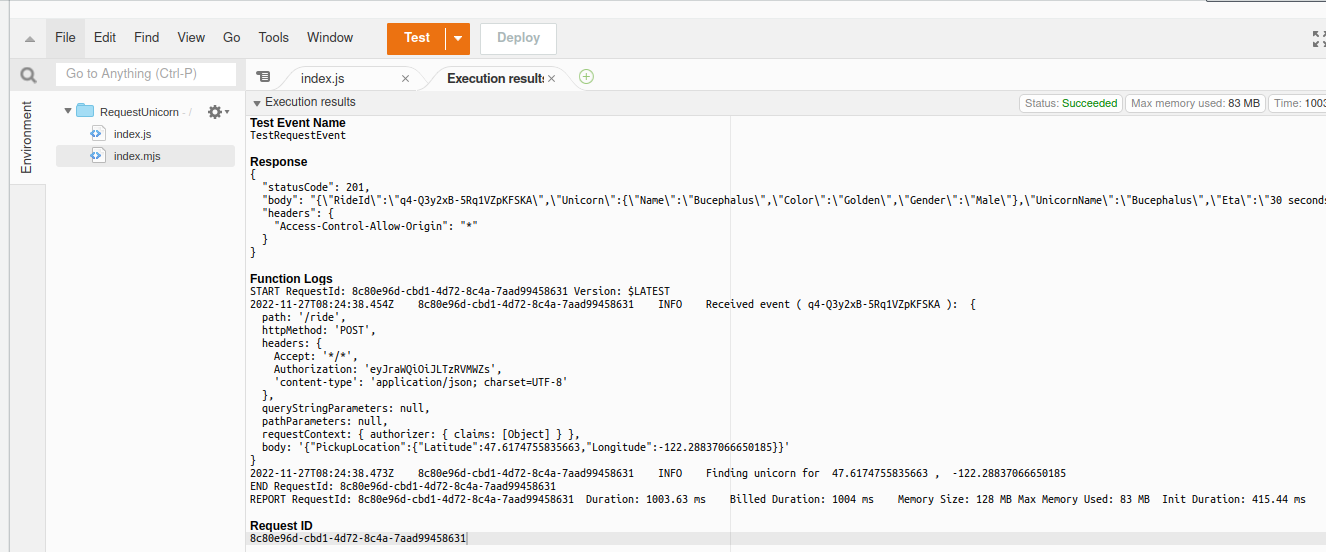 File Edit Find View Go Tools Window Test Deploy
Go to Anything (Ctrl-P)
index.js Execution results
Environment
RequestUnicorn - /
index.js
index.mjs
Execution results Status: Succeeded Max memory used: 83 MB Time: 1003
Test Event Name
TestRequestEvent
Response
{
"statusCode": 201,
"body": "{\"RideId\":\"q4-Q3y2xB-5Rq1VZpKFSKA\",\"Unicorn\":{\"Name\":\"Bucephalus\",\"Color\":\"Golden\",\"Gender\":\"Male\"},\"UnicornName\":\"Bucephalus\",\"Eta\":\"30 seconds
"headers": {
"Access-Control-Allow-Origin": "*"
}
}
Function Logs
START RequestId: 8c80e96d-cbd1-4d72-8c4a-7aad99458631 Version: $LATEST
2022-11-27T08:24:38.454Z 8c80e96d-cbd1-4d72-8c4a-7aad99458631 INFO Received event ( q4-Q3y2xB-5Rq1VZpKFSKA ): {
path: '/ride',
httpMethod: 'POST',
headers: {
Accept: '*/*',
Authorization: 'eyJraWQiOiJLTzRVMWZs',
'content-type': 'application/json; charset=UTF-8'
},
queryStringParameters: null,
pathParameters: null,
requestContext: { authorizer: { claims: [Object] } },
body: '{"PickupLocation":{"Latitude":47.6174755835663,"Longitude":-122.28837066650185}}'
}
2022-11-27T08:24:38.473Z 8c80e96d-cbd1-4d72-8c4a-7aad99458631 INFO Finding unicorn for 47.6174755835663 , -122.28837066650185
END RequestId: 8c80e96d-cbd1-4d72-8c4a-7aad99458631
REPORT RequestId: 8c80e96d-cbd1-4d72-8c4a-7aad99458631 Duration: 1003.63 ms Billed Duration: 1004 ms Memory Size: 128 MB Max Memory Used: 83 MB Init Duration: 415.44 ms
Request ID
8c80e96d-cbd1-4d72-8c4a-7aad99458631